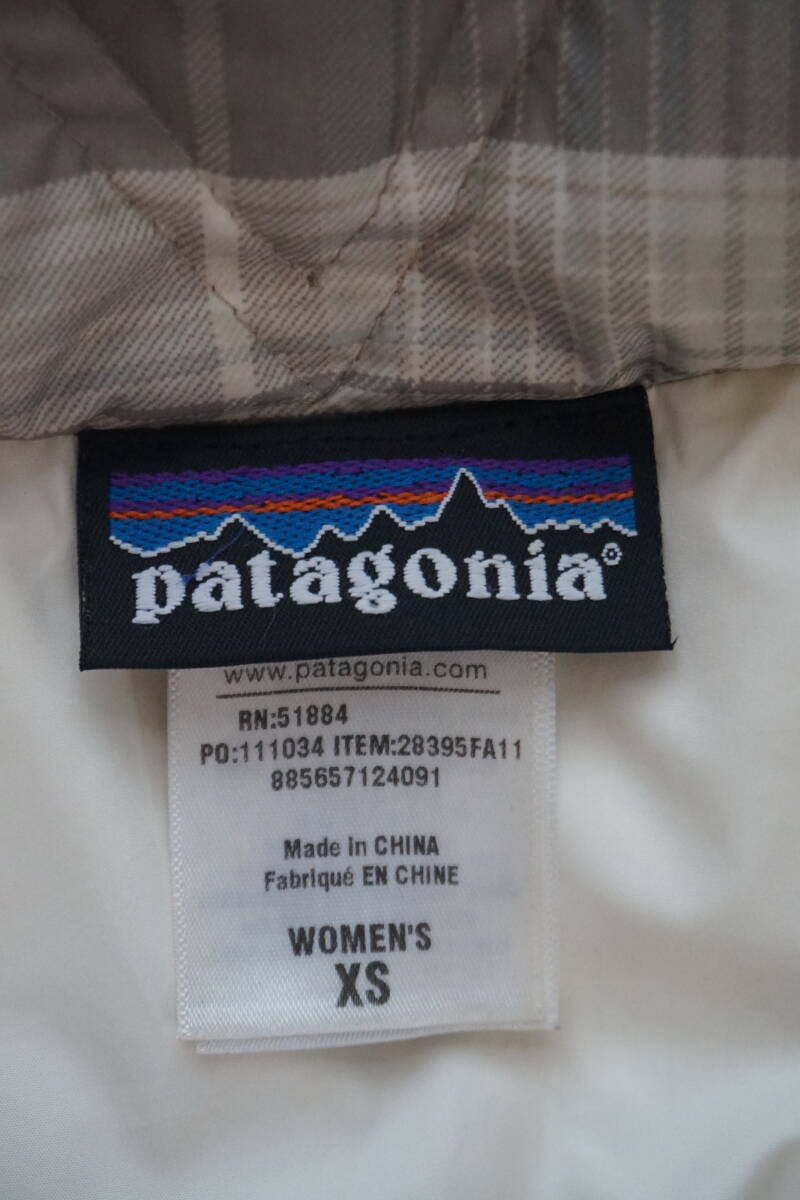 patagonia®
www.patagonia.com
RN:51884
PO:111034 ITEM:28395FA11
885657124091
Made in CHINA
Fabriqué EN CHINE
WOMEN'S
XS